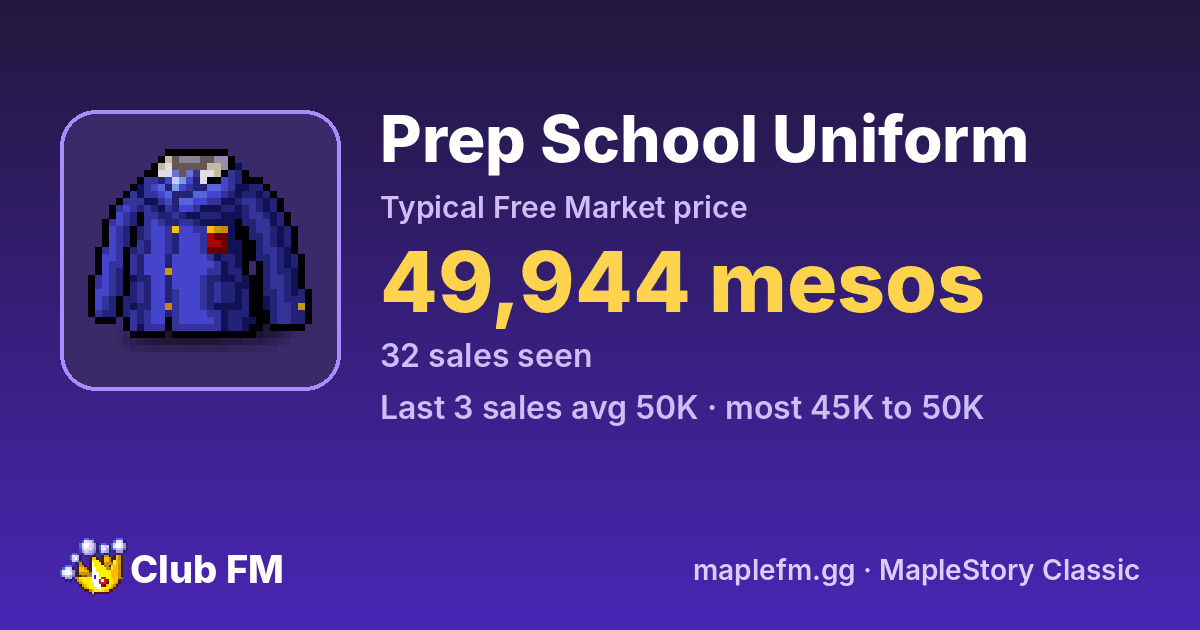 Prep School Uniform
Typical Free Market price
49,944 mesos
32 sales seen
Last 3 sales avg 50K · most 45K to 50K
Club FM
maplefm.gg · MapleStory Classic